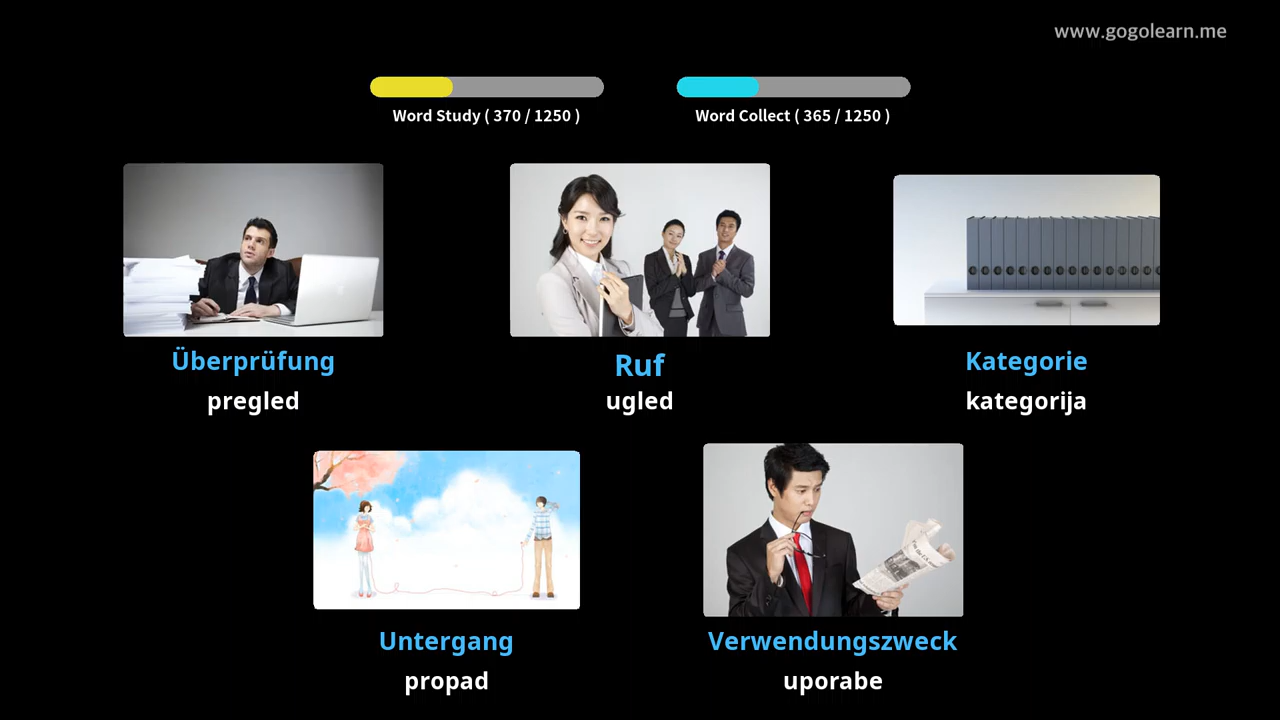 www.gogolearn.me
Word Study ( 370 / 1250 )
Word Collect ( 365 / 1250 )
Überprüfung
pregled
Ruf
ugled
Kategorie
kategorija
Untergang
propad
Verwendungszweck
uporabe